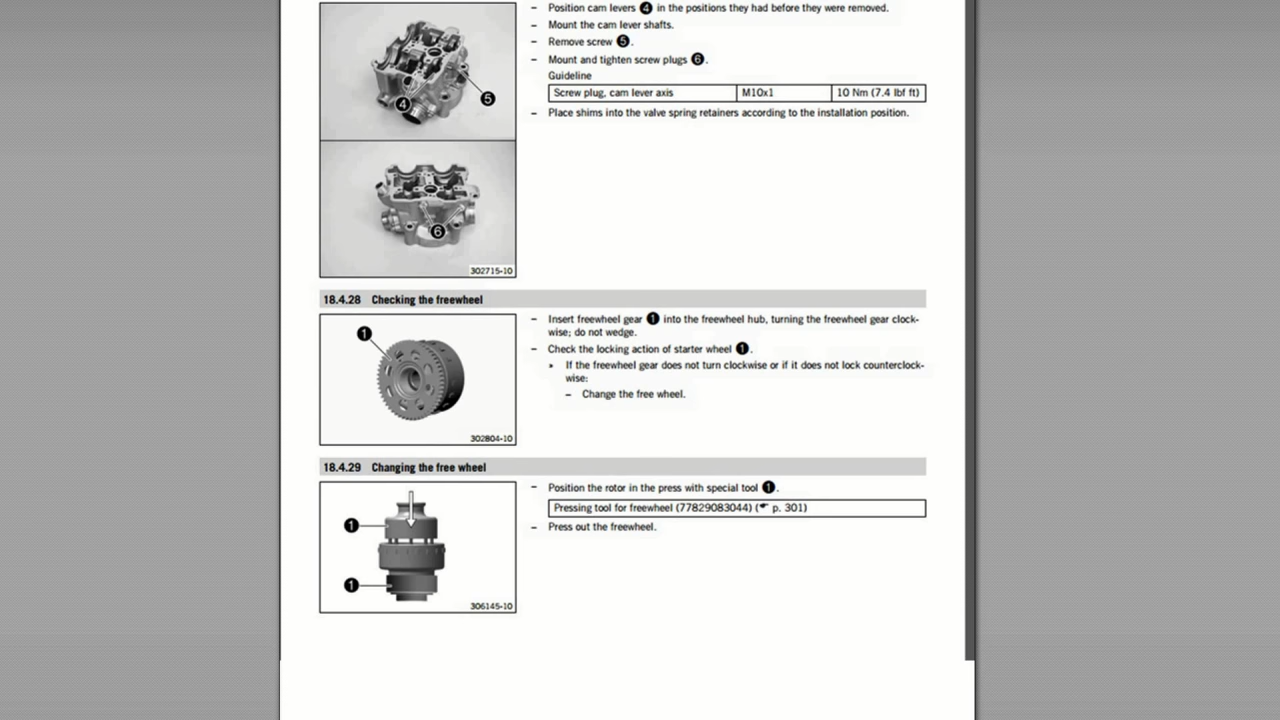 – Position cam levers ❹ in the positions they had before they were removed.
– Mount the cam lever shafts.
– Remove screw ❺.
– Mount and tighten screw plugs ❻.
Guideline
Screw plug, cam lever axis M10x1 10 Nm (7.4 lbf ft)
– Place shims into the valve spring retainers according to the installation position.
4
5
6
302715-10
18.4.28 Checking the freewheel
1
302804-10
– Insert freewheel gear ❶ into the freewheel hub, turning the freewheel gear clock-
wise; do not wedge.
– Check the locking action of starter wheel ❶.
» If the freewheel gear does not turn clockwise or if it does not lock counterclock-
wise:
– Change the free wheel.
18.4.29 Changing the free wheel
1
1
306145-10
– Position the rotor in the press with special tool ❶.
Pressing tool for freewheel (77829083044) (☛ p. 301)
– Press out the freewheel.